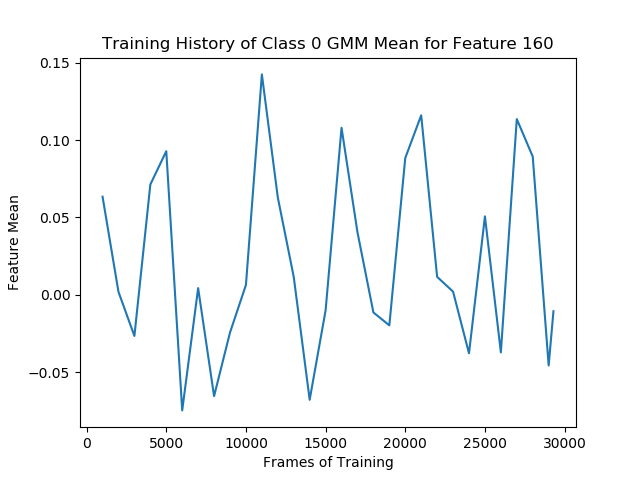 Training History of Class 0 GMM Mean for Feature 160
0.15
0.10
0.05
0.00
−0.05
Feature Mean
0 5000 10000 15000 20000 25000 30000
Frames of Training